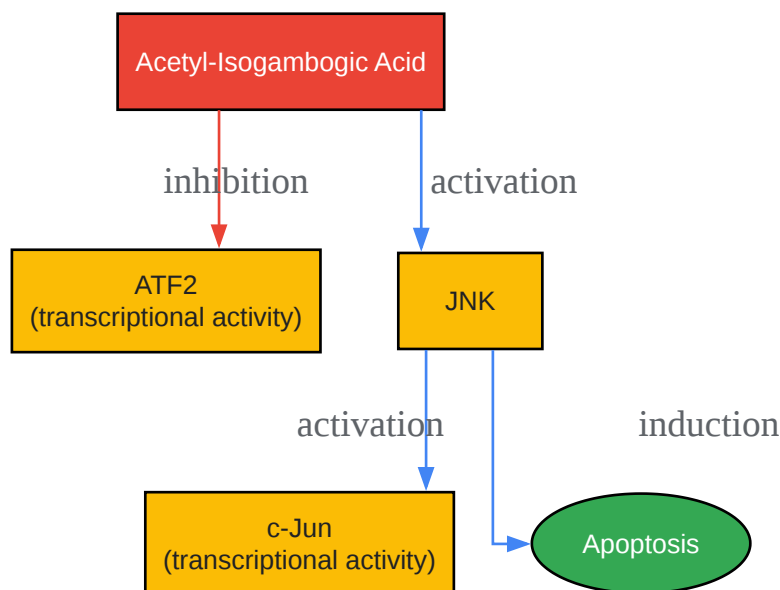 Acetyl-Isogambogic Acid
inhibition
activation
ATF2
(transcriptional activity)
JNK
activation
induction
c-Jun
(transcriptional activity)
Apoptosis